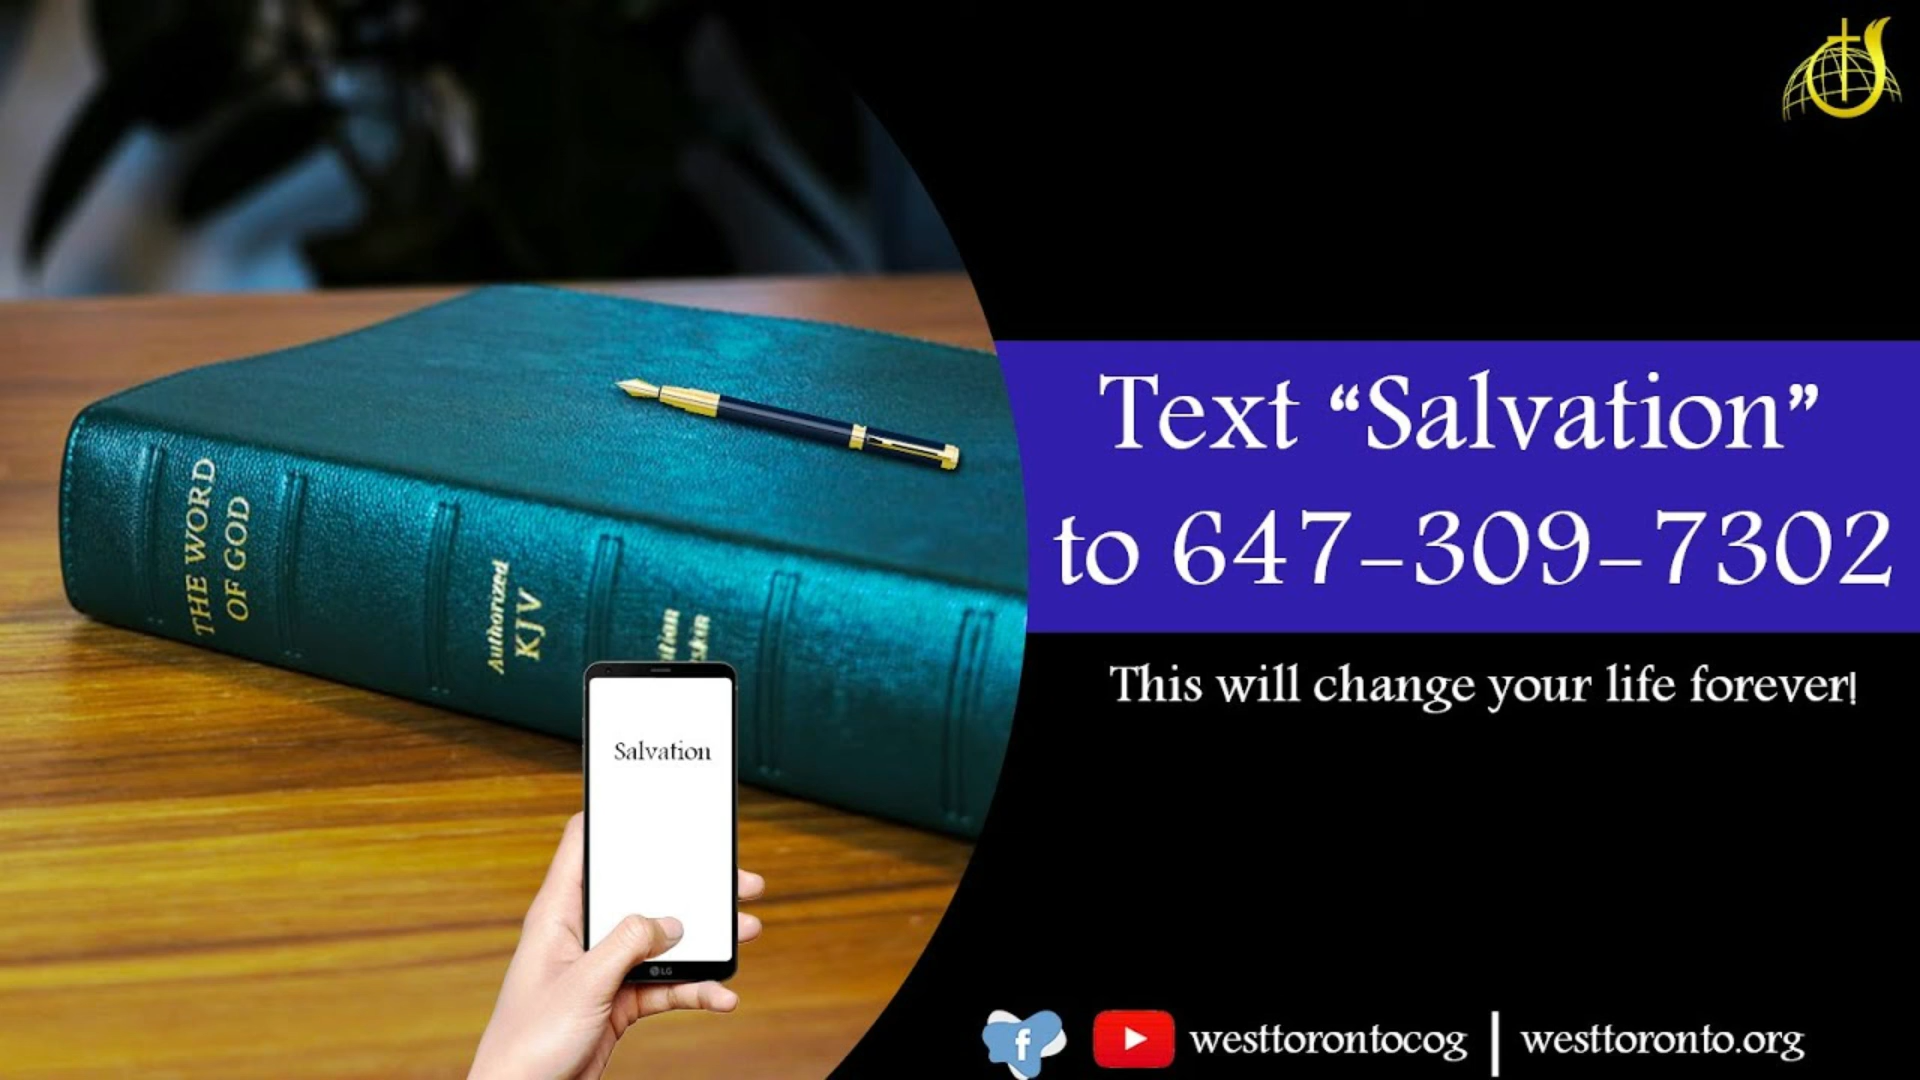 Text “Salvation”
to 647-309-7302
This will change your life forever!
THE WORD
OF GOD
Authorized
KJV
Salvation
LG
westtorontocog | westtoronto.org